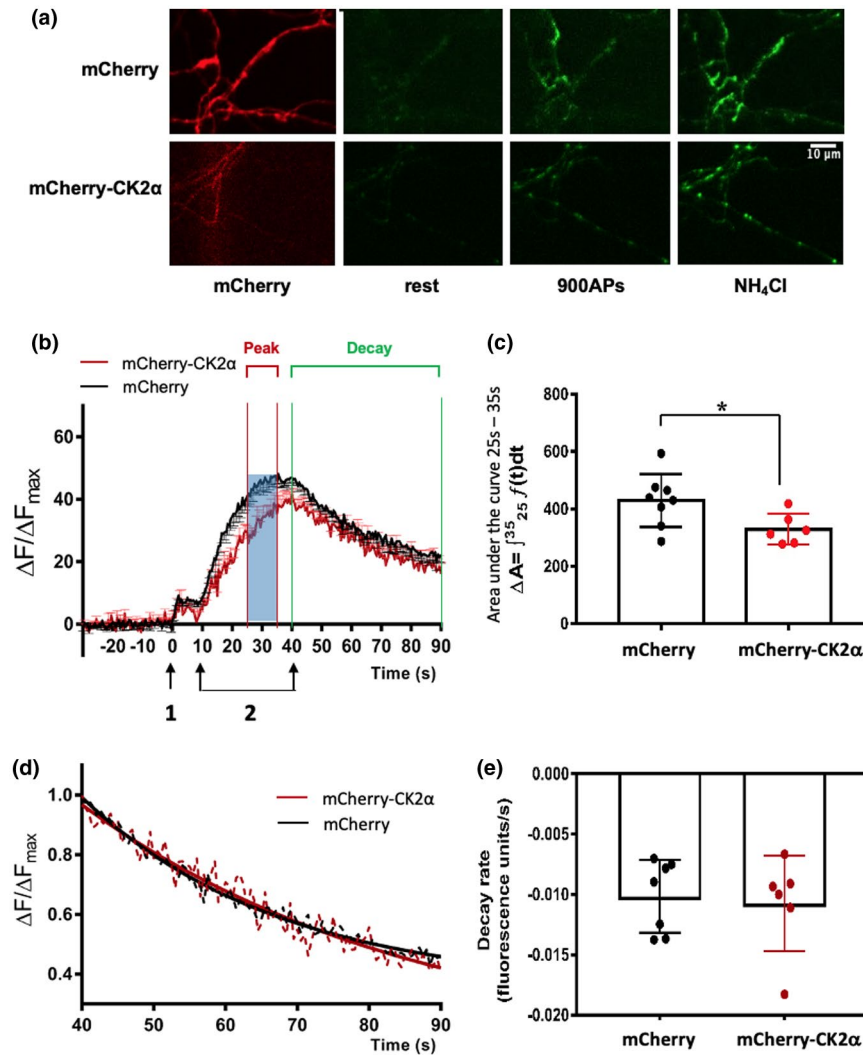 (a)
mCherry
mCherry-CK2α
10 µm
mCherry
rest
900APs
NH₄Cl
(b)
mCherry-CK2α
mCherry
Peak
Decay
ΔF/ΔFmax
60
40
20
0
-20 -10 0 10 20 30 40 50 60 70 80 90
Time (s)
1
2
(c)
Area under the curve 25s – 35s
ΔA= ∫³⁵₂₅ f(t)dt
800
600
400
200
0
*
mCherry
mCherry-CK2α
(d)
mCherry-CK2α
mCherry
ΔF/ΔFmax
1.0
0.8
0.6
0.4
40 50 60 70 80 90
Time (s)
(e)
Decay rate
(fluorescence units/s)
0.000
-0.005
-0.010
-0.015
-0.020
mCherry
mCherry-CK2α